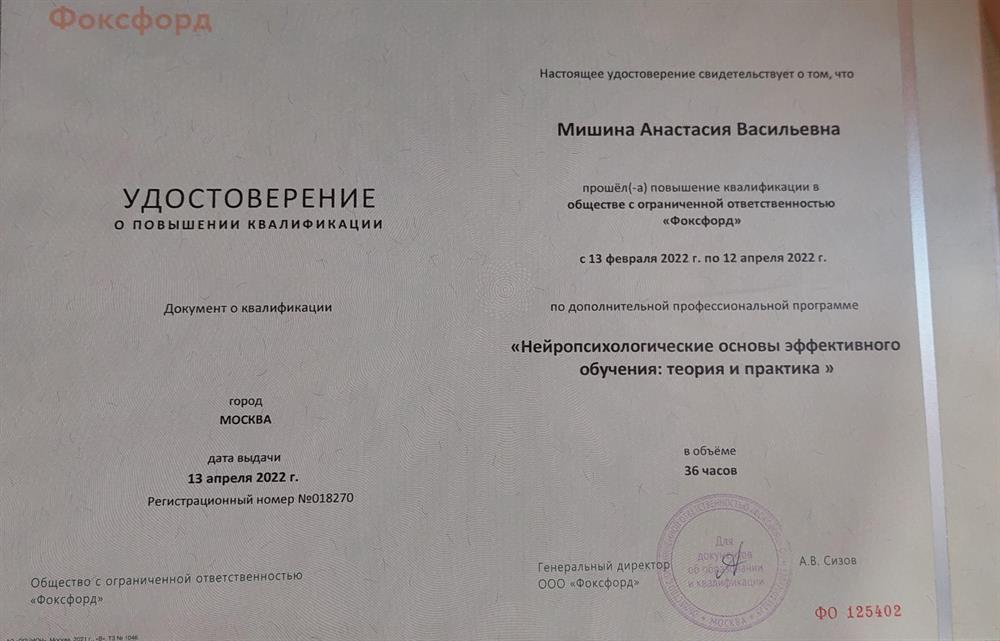 Фоксфорд
УДОСТОВЕРЕНИЕ
О ПОВЫШЕНИИ КВАЛИФИКАЦИИ
Документ о квалификации
город
МОСКВА
дата выдачи
13 апреля 2022 г.
Регистрационный номер №018270
Общество с ограниченной ответственностью
«Фоксфорд»
Настоящее удостоверение свидетельствует о том, что
Мишина Анастасия Васильевна
прошёл(-а) повышение квалификации в
обществе с ограниченной ответственностью
«Фоксфорд»
с 13 февраля 2022 г. по 12 апреля 2022 г.
по дополнительной профессиональной программе
«Нейропсихологические основы эффективного
обучения: теория и практика »
в объёме
36 часов
Генеральный директор
ООО «Фоксфорд»
Для
документов
об образовании
и квалификации
МОСКВА
А.В. Сизов
ФО 125402